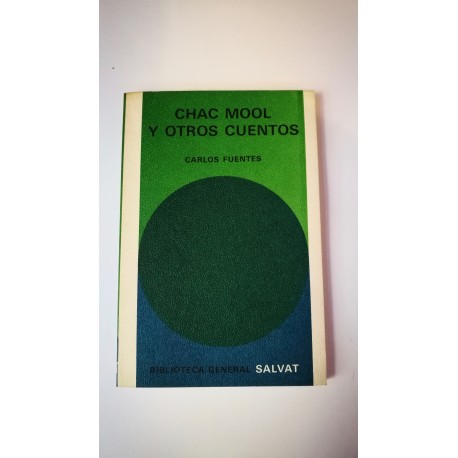 CHAC MOOL
Y OTROS CUENTOS
CARLOS FUENTES
BIBLIOTECA GENERAL SALVAT